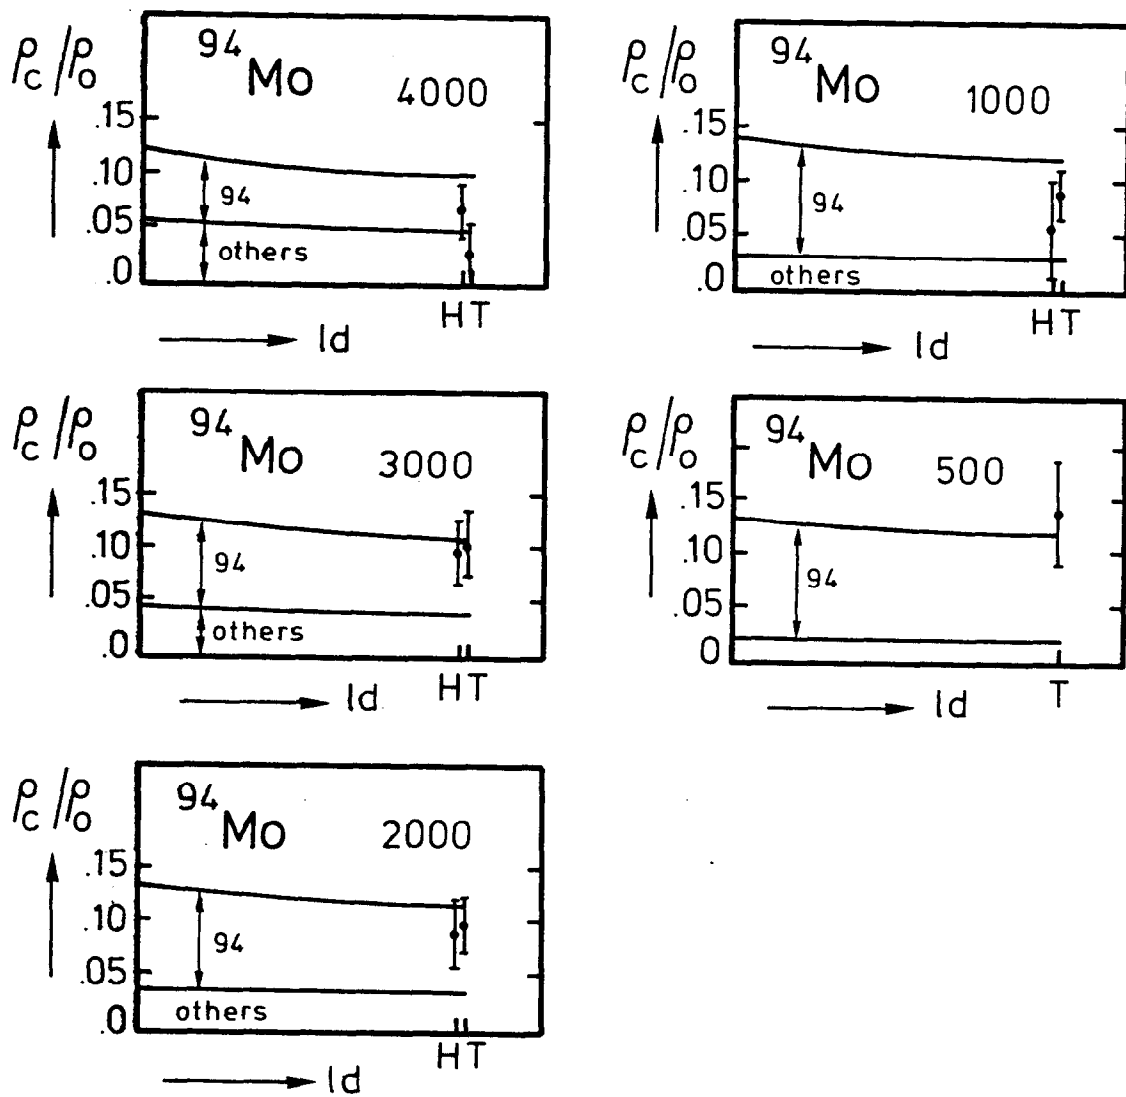 ρc/ρo
94Mo 4000
.15
.10
.05
.0
94
others
HT
ld
ρc/ρo
94Mo 1000
.15
.10
.05
.0
94
others
HT
ld
ρc/ρo
94Mo 3000
.15
.10
.05
.0
94
others
HT
ld
ρc/ρo
94Mo 500
.15
.10
.05
0
94
T
ld
ρc/ρo
94Mo 2000
.15
.10
.05
.0
94
others
HT
ld